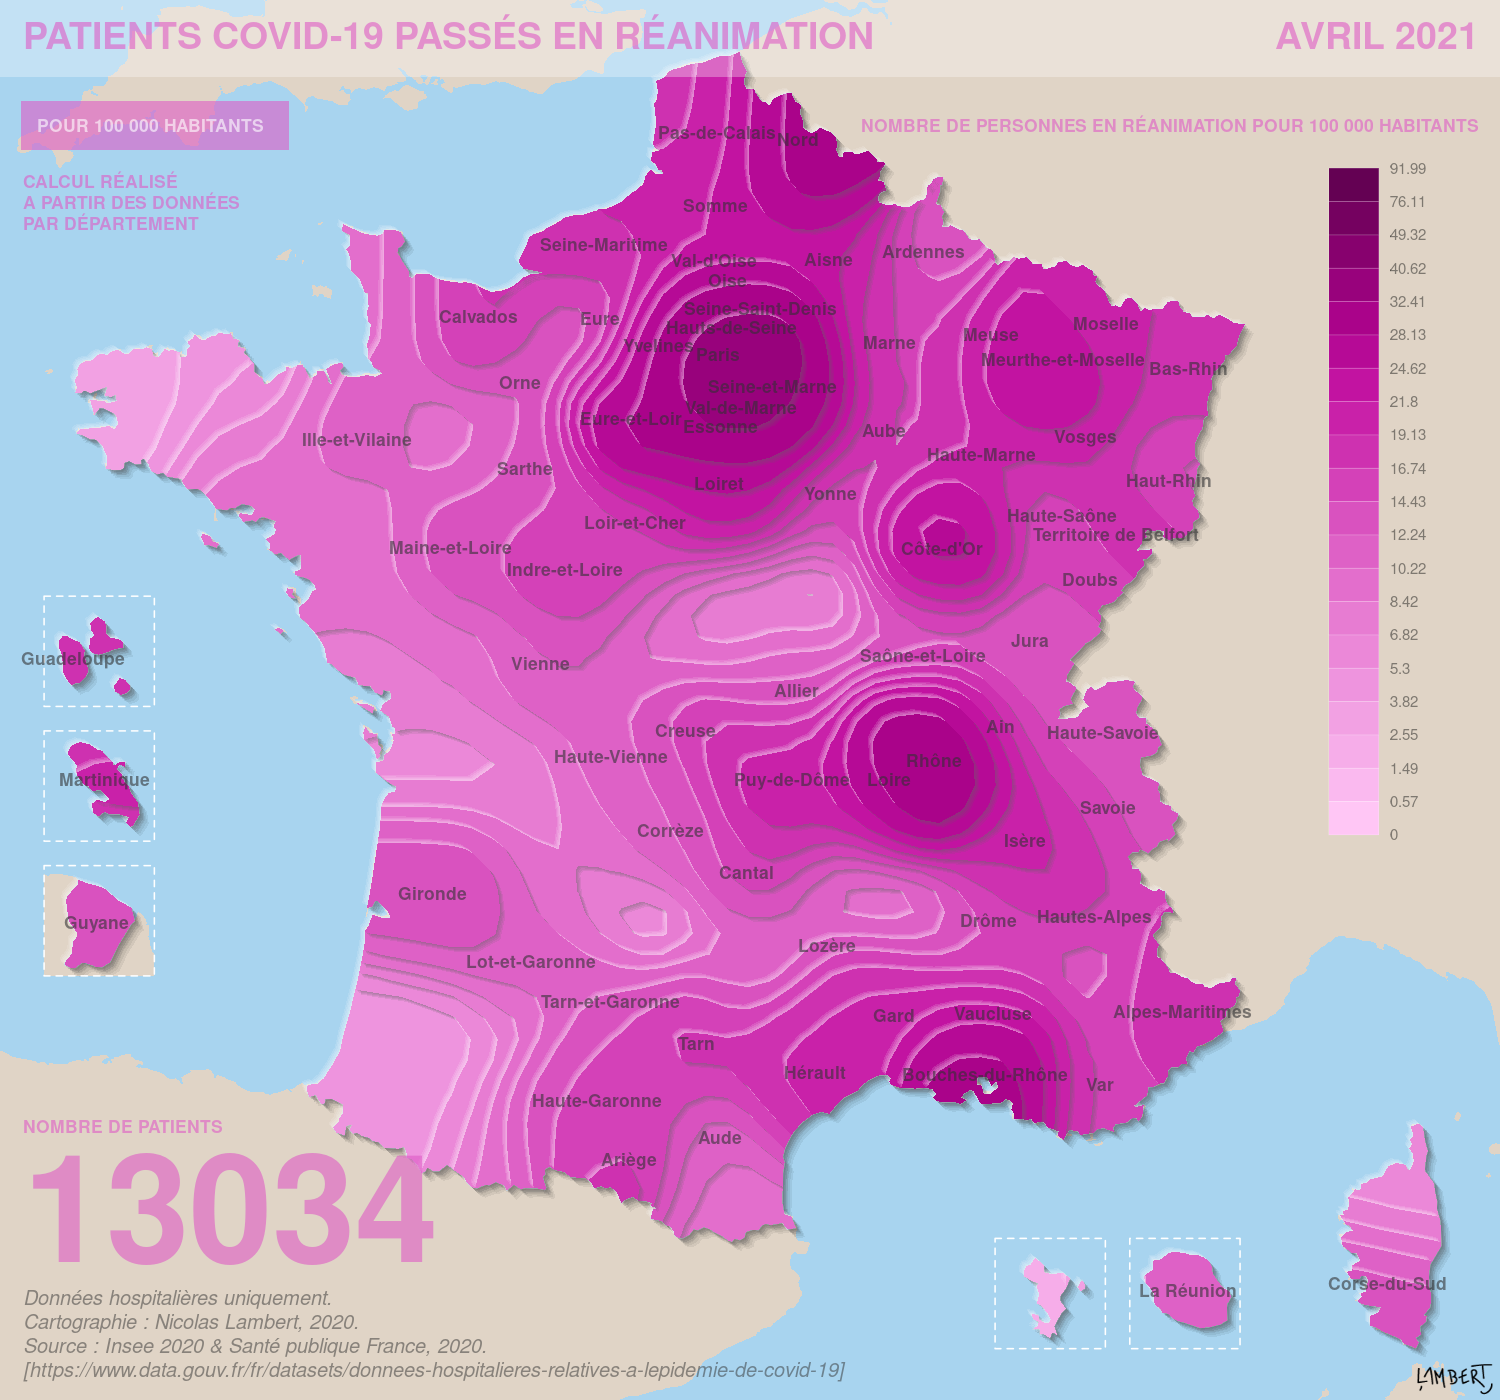 PATIENTS COVID-19 PASSÉS EN RÉANIMATION
AVRIL 2021
POUR 100 000 HABITANTS
CALCUL RÉALISÉ
A PARTIR DES DONNÉES
PAR DÉPARTEMENT
NOMBRE DE PERSONNES EN RÉANIMATION POUR 100 000 HABITANTS
91.99
76.11
49.32
40.62
32.41
28.13
24.62
21.8
19.13
16.74
14.43
12.24
10.22
8.42
6.82
5.3
3.82
2.55
1.49
0.57
0
Pas-de-Calais
Nord
Somme
Seine-Maritime
Val-d'Oise
Aisne
Ardennes
Oise
Seine-Saint-Denis
Calvados
Eure
Hauts-de-Seine
Yvelines
Paris
Marne
Meuse
Moselle
Meurthe-et-Moselle
Bas-Rhin
Orne
Seine-et-Marne
Val-de-Marne
Eure-et-Loir
Essonne
Ille-et-Vilaine
Aube
Vosges
Haute-Marne
Sarthe
Loiret
Yonne
Haut-Rhin
Loir-et-Cher
Haute-Saône
Territoire de Belfort
Maine-et-Loire
Côte-d'Or
Indre-et-Loire
Doubs
Jura
Vienne
Saône-et-Loire
Allier
Creuse
Ain
Haute-Savoie
Haute-Vienne
Rhône
Puy-de-Dôme
Loire
Savoie
Corrèze
Isère
Cantal
Gironde
Drôme
Hautes-Alpes
Lozère
Lot-et-Garonne
Tarn-et-Garonne
Gard
Vaucluse
Alpes-Maritimes
Tarn
Hérault
Bouches-du-Rhône
Var
Haute-Garonne
Aude
Ariège
Guadeloupe
Martinique
Guyane
La Réunion
Corse-du-Sud
NOMBRE DE PATIENTS
13034
Données hospitalières uniquement.
Cartographie : Nicolas Lambert, 2020.
Source : Insee 2020 & Santé publique France, 2020.
[https://www.data.gouv.fr/fr/datasets/donnees-hospitalieres-relatives-a-lepidemie-de-covid-19]
LAMBERT